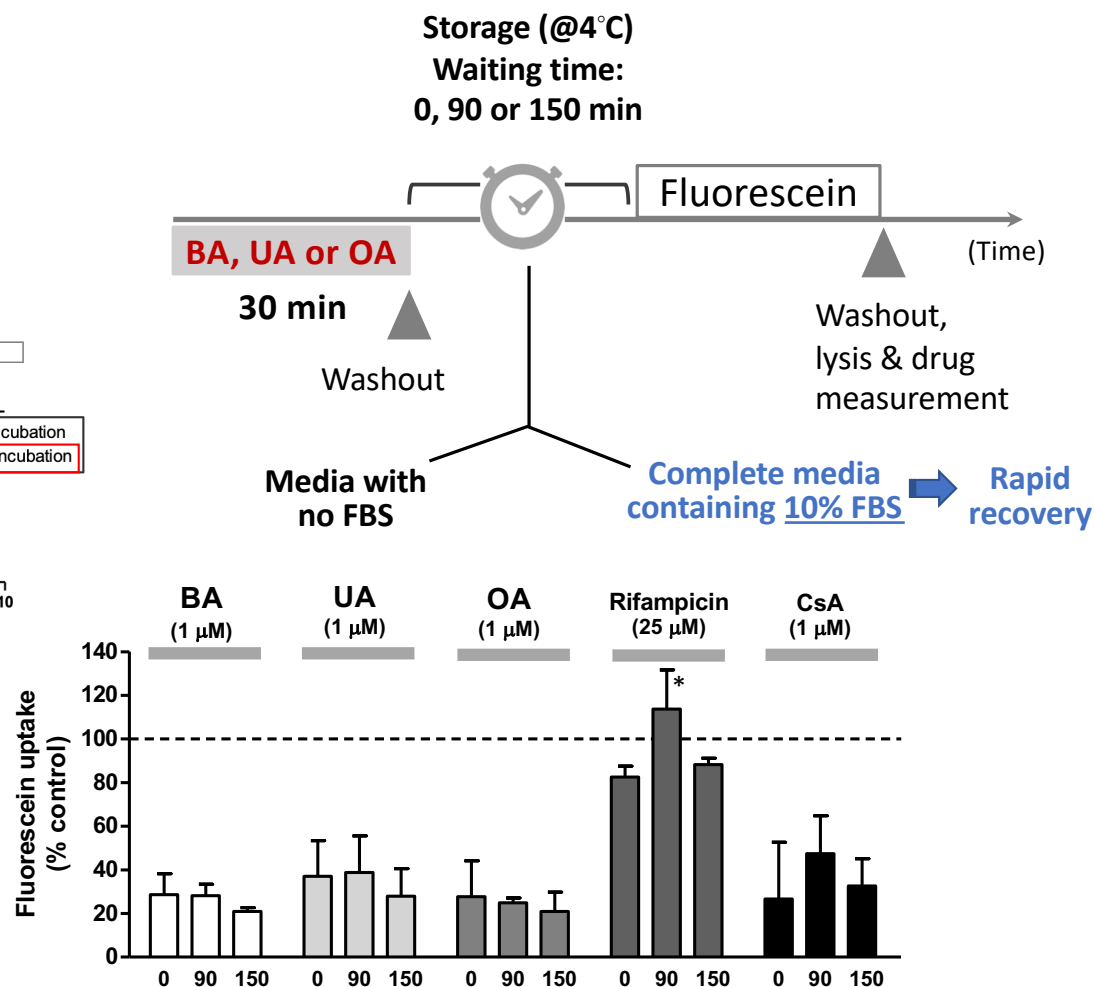 Storage (@4°C)
Waiting time:
0, 90 or 150 min
Fluorescein
(Time)
BA, UA or OA
30 min
Washout
Washout,
lysis & drug
measurement
cubation
ncubation
Media with
no FBS
Complete media
containing 10% FBS
Rapid
recovery
10
BA
(1 μM)
UA
(1 μM)
OA
(1 μM)
Rifampicin
(25 μM)
CsA
(1 μM)
Fluorescein uptake
(% control)
140
120
100
80
60
40
20
0
*
0 90 150 0 90 150 0 90 150 0 90 150 0 90 150